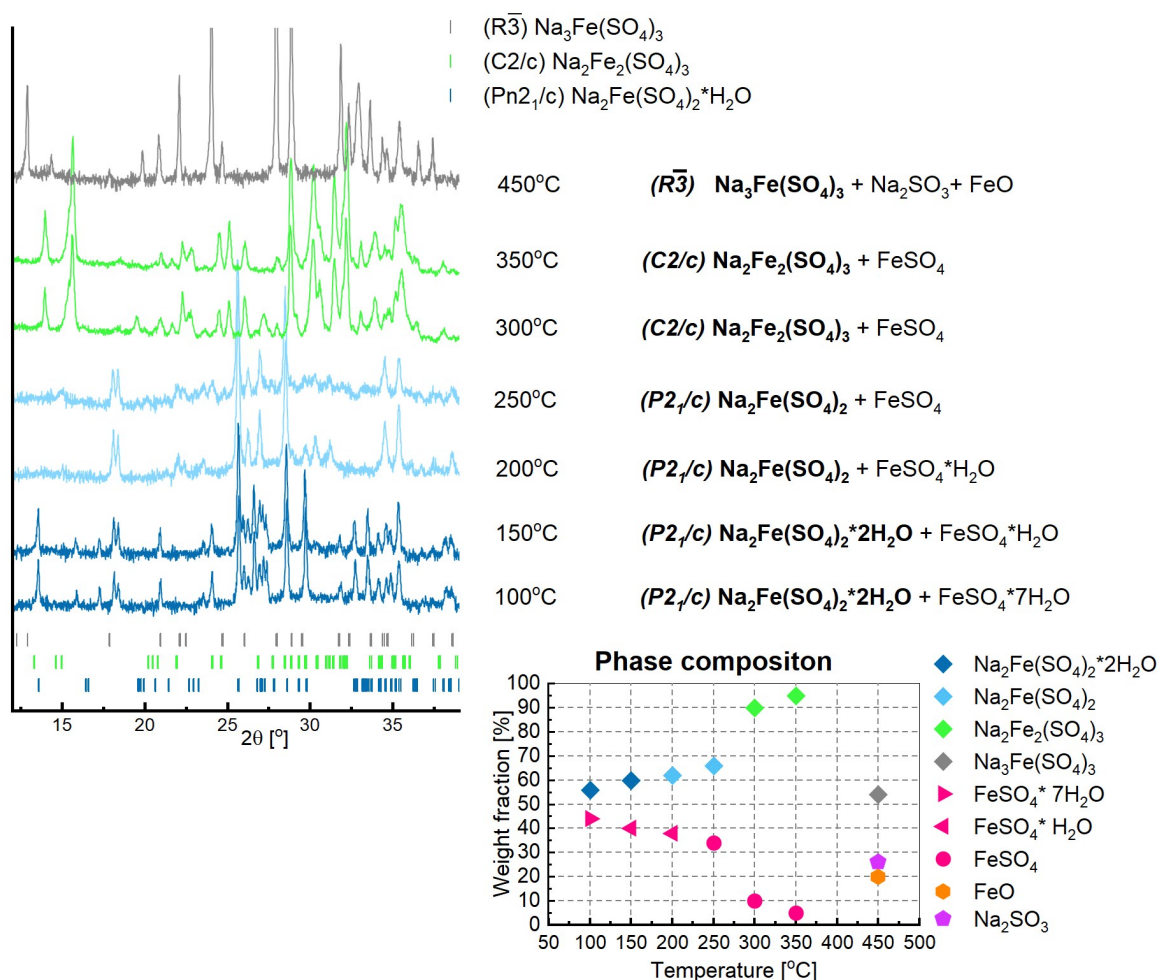 (R3̅) Na₃Fe(SO₄)₃
(C2/c) Na₂Fe₂(SO₄)₃
(Pn2₁/c) Na₂Fe(SO₄)₂*H₂O
450°C (R3̅) Na₃Fe(SO₄)₃ + Na₂SO₃+ FeO
350°C (C2/c) Na₂Fe₂(SO₄)₃ + FeSO₄
300°C (C2/c) Na₂Fe₂(SO₄)₃ + FeSO₄
250°C (P2₁/c) Na₂Fe(SO₄)₂ + FeSO₄
200°C (P2₁/c) Na₂Fe(SO₄)₂ + FeSO₄*H₂O
150°C (P2₁/c) Na₂Fe(SO₄)₂*2H₂O + FeSO₄*H₂O
100°C (P2₁/c) Na₂Fe(SO₄)₂*2H₂O + FeSO₄*7H₂O
15 20 25 30 35
2θ [°]
Phase compositon
Weight fraction [%]
100
90
80
70
60
50
40
30
20
10
0
50 100 150 200 250 300 350 400 450 500
Temperature [°C]
Na₂Fe(SO₄)₂*2H₂O
Na₂Fe(SO₄)₂
Na₂Fe₂(SO₄)₃
Na₃Fe(SO₄)₃
FeSO₄* 7H₂O
FeSO₄* H₂O
FeSO₄
FeO
Na₂SO₃